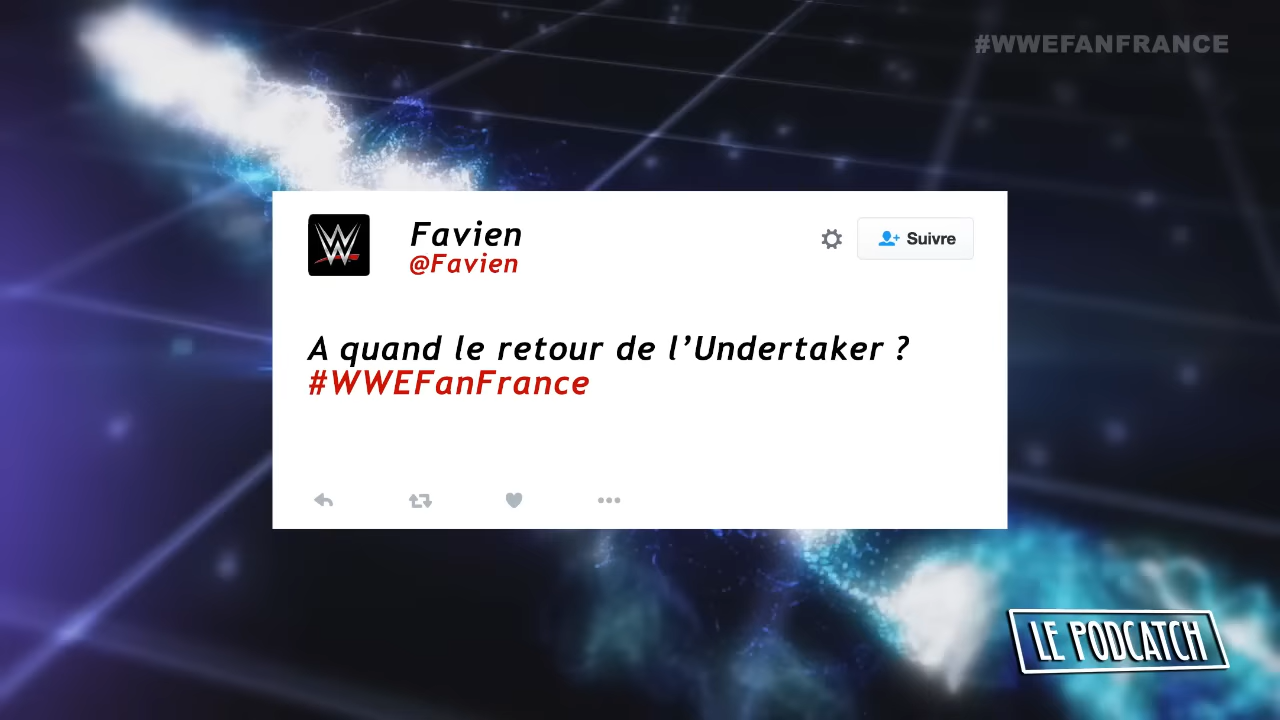 #WWEFANFRANCE
W
Favien
@Favien
Suivre
A quand le retour de l’Undertaker ?
#WWEFanFrance
LE PODCATCH